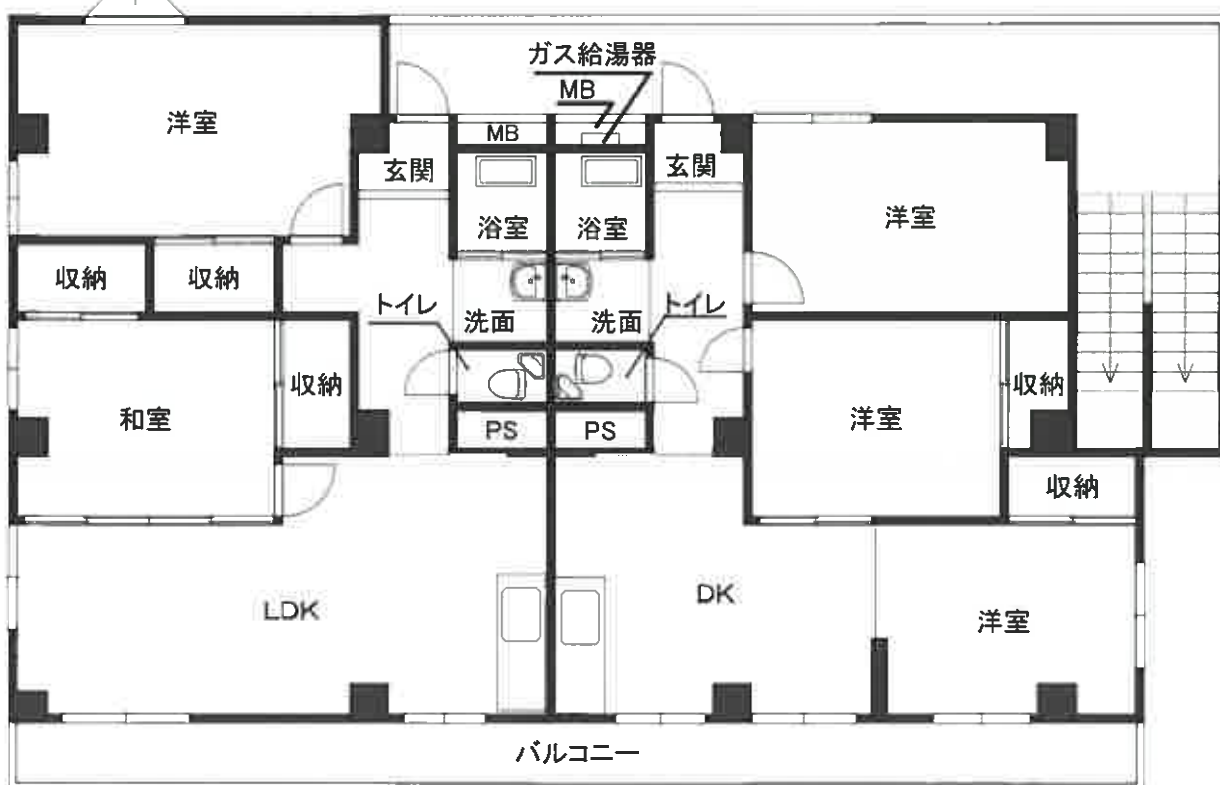 ガス給湯器
MB
洋室
MB
玄関
玄関
浴室
浴室
洋室
収納
収納
トイレ
洗面
洗面
トイレ
収納
収納
和室
洋室
PS
PS
収納
LDK
DK
洋室
バルコニー